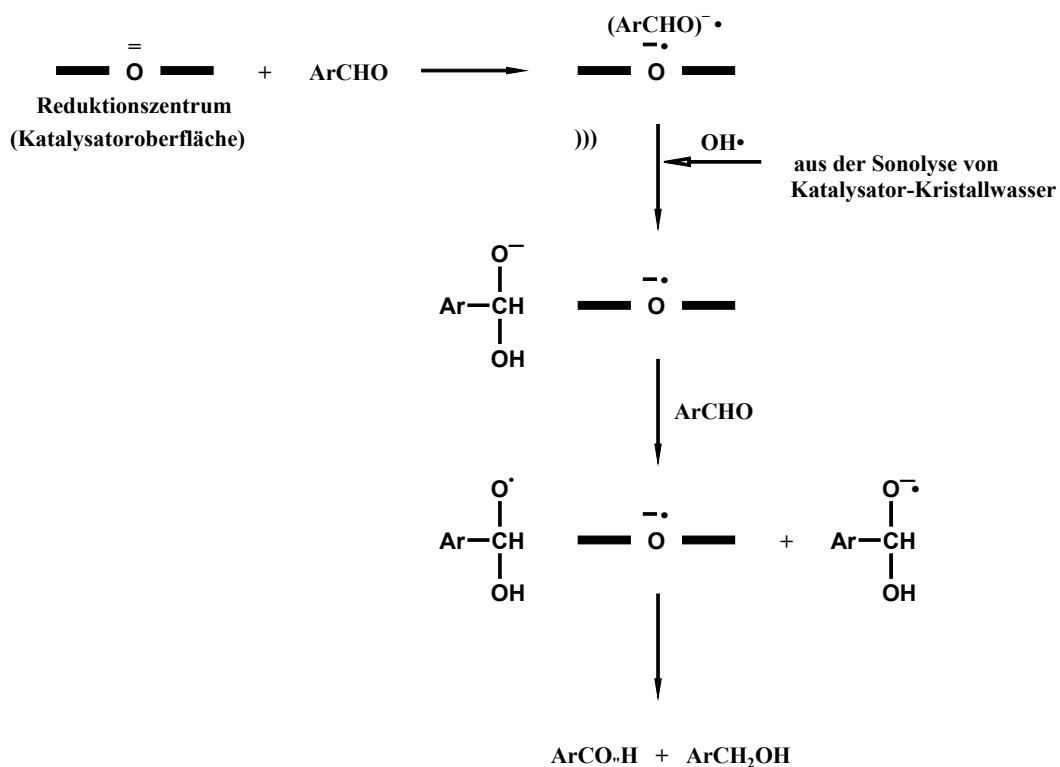 (ArCHO)⁻•
=
O + ArCHO
–•
O
Reduktionszentrum
(Katalysatoroberfläche)
)))
OH•
aus der Sonolyse von
Katalysator-Kristallwasser
O⁻
Ar–CH
OH
–•
O
ArCHO
O•
Ar–CH
OH
–•
O
+
O⁻•
Ar–CH
OH
ArCO„H + ArCH₂OH